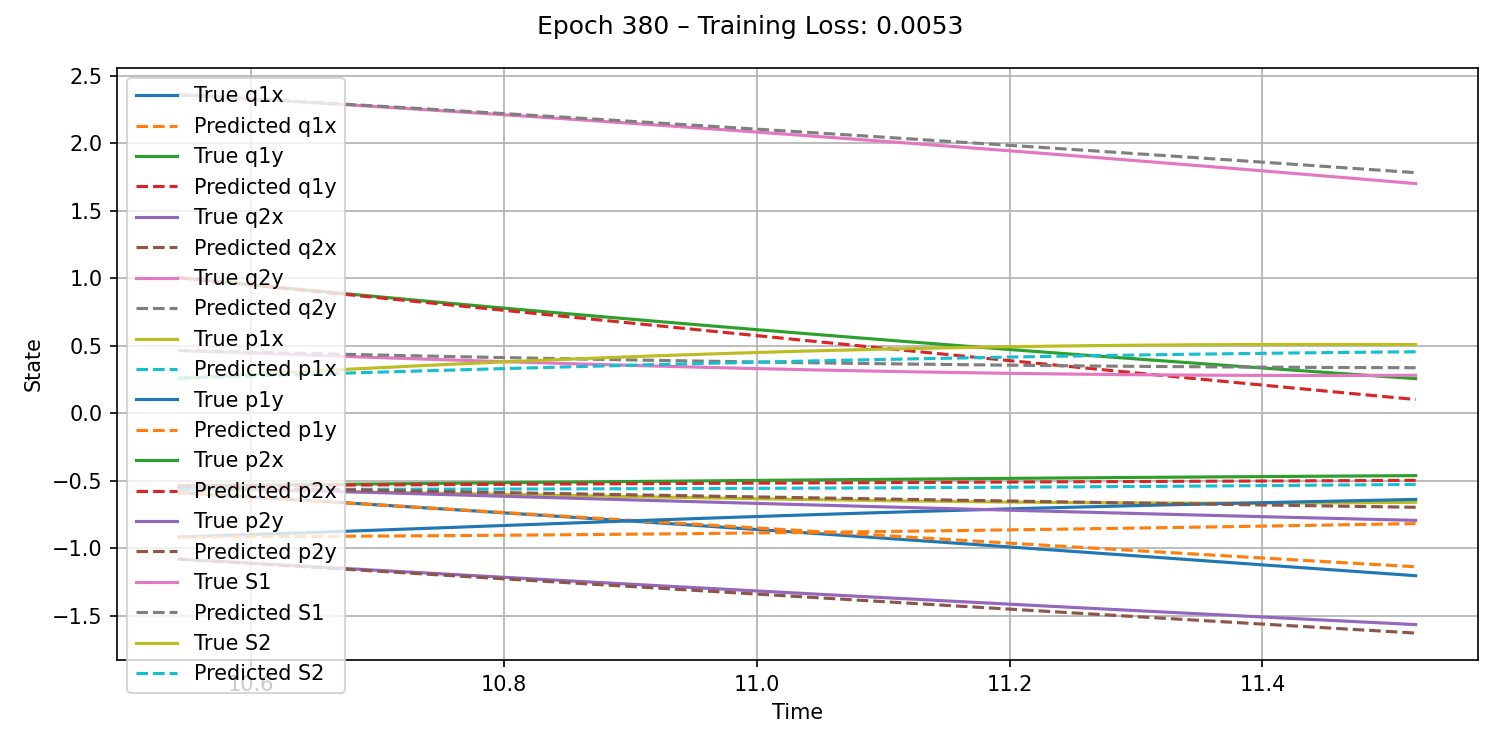 Epoch 380 – Training Loss: 0.0053
State
2.5
2.0
1.5
1.0
0.5
0.0
−0.5
−1.0
−1.5
True q1x
Predicted q1x
True q1y
Predicted q1y
True q2x
Predicted q2x
True q2y
Predicted q2y
True p1x
Predicted p1x
True p1y
Predicted p1y
True p2x
Predicted p2x
True p2y
Predicted p2y
True S1
Predicted S1
True S2
Predicted S2
10.6 10.8 11.0 11.2 11.4
Time